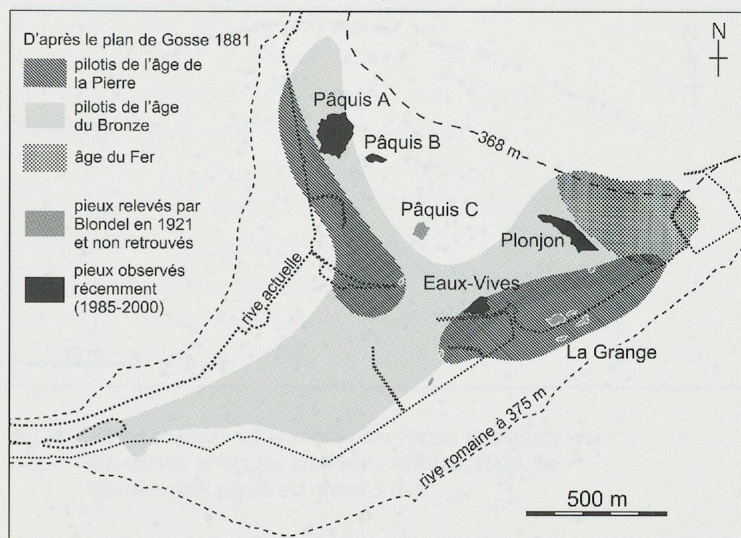 D'après le plan de Gosse 1881
pilotis de l'âge de
la Pierre
pilotis de l'âge
du Bronze
âge du Fer
pieux relevés par
Blondel en 1921
et non retrouvés
pieux observés
récemment
(1985-2000)
N
Pâquis A
Pâquis B
368 m
Pâquis C
Plonjon
Eaux-Vives
rive actuelle
La Grange
rive romaine à 375 m
500 m